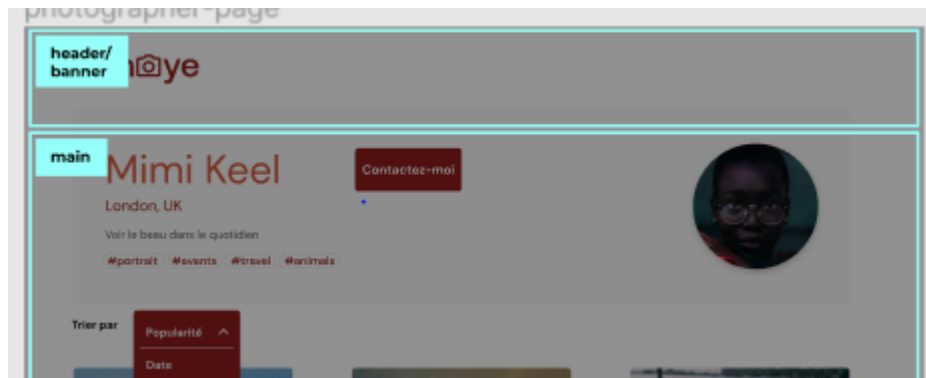 photographer-page
header/
banner
h ye
main
Mimi Keel
Contactez-moi
London, UK
Voir le beau dans le quotidien
#portrait #events #travel #animals
Trier par
Popularité
Date